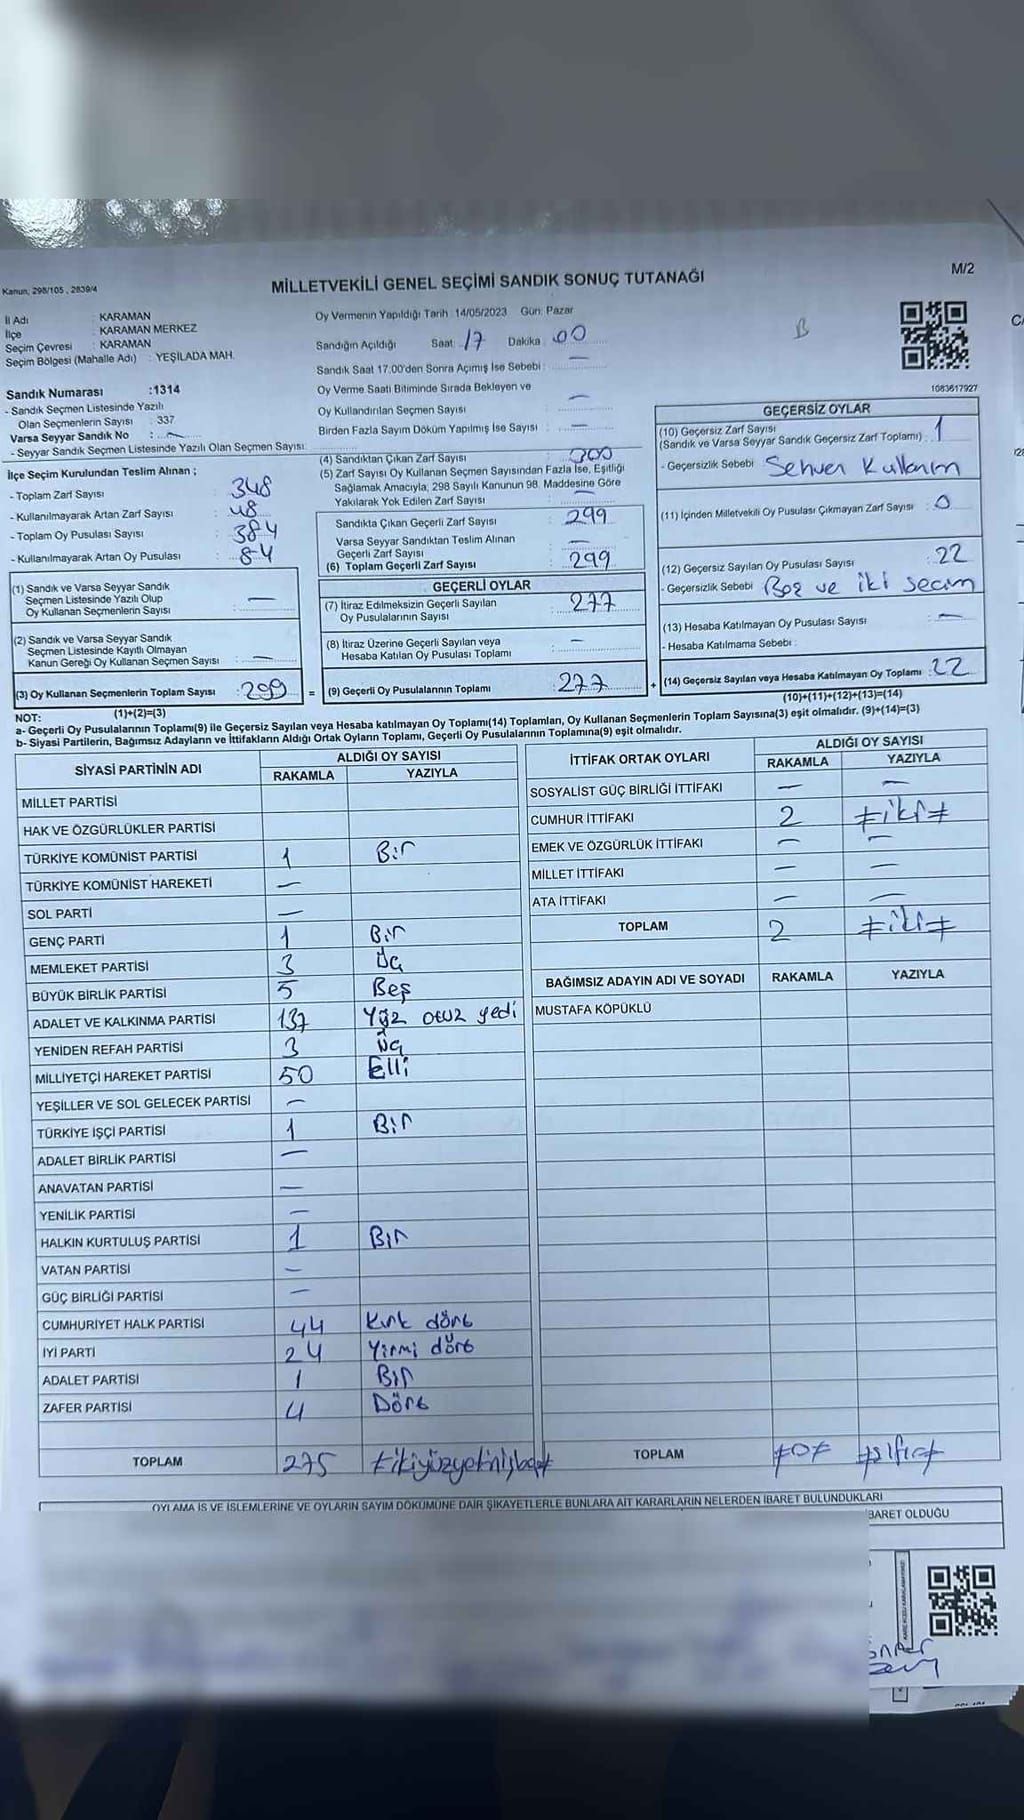 M/2
Kanun, 298/105 , 2839/4
MİLLETVEKİLİ GENEL SEÇİMİ SANDIK SONUÇ TUTANAĞI
İl Adı : KARAMAN
İlçe : KARAMAN MERKEZ
Seçim Çevresi : KARAMAN
Seçim Bölgesi (Mahalle Adı) : YEŞİLADA MAH.
Sandık Numarası :1314
- Sandık Seçmen Listesinde Yazılı
Olan Seçmenlerin Sayısı : 337
Varsa Seyyar Sandık No : —
- Seyyar Sandık Seçmen Listesinde Yazılı Olan Seçmen Sayısı:
İlçe Seçim Kurulundan Teslim Alınan ;
- Toplam Zarf Sayısı : 348
- Kullanılmayarak Artan Zarf Sayısı : 48
- Toplam Oy Pusulası Sayısı : 384
- Kullanılmayarak Artan Oy Pusulası : 84
(1) Sandık ve Varsa Seyyar Sandık
Seçmen Listesinde Yazılı Olup
Oy Kullanan Seçmenlerin Sayısı : —
(2) Sandık ve Varsa Seyyar Sandık
Seçmen Listesinde Kayıtlı Olmayan
Kanun Gereği Oy Kullanan Seçmen Sayısı : —
(3) Oy Kullanan Seçmenlerin Toplam Sayısı : 299 =
(1)+(2)=(3)
Oy Vermenin Yapıldığı Tarih :14/05/2023 Gün: Pazar
Sandığın Açıldığı Saat: 17 Dakika : 00
Sandık Saat 17.00'den Sonra Açımış İse Sebebi : —
Oy Verme Saati Bitiminde Sırada Bekleyen ve
Oy Kullandırılan Seçmen Sayısı : —
Birden Fazla Sayım Döküm Yapılmış İse Sayısı : —
(4) Sandıktan Çıkan Zarf Sayısı : 300
(5) Zarf Sayısı Oy Kullanan Seçmen Sayısından Fazla İse, Eşitliği
Sağlamak Amacıyla, 298 Sayılı Kanunun 98. Maddesine Göre
Yakılarak Yok Edilen Zarf Sayısı : —
Sandıkta Çıkan Geçerli Zarf Sayısı : 299
Varsa Seyyar Sandıktan Teslim Alınan
Geçerli Zarf Sayısı : —
(6) Toplam Geçerli Zarf Sayısı : 299
GEÇERLİ OYLAR
(7) İtiraz Edilmeksizin Geçerli Sayılan
Oy Pusulalarının Sayısı : 277
(8) İtiraz Üzerine Geçerli Sayılan veya
Hesaba Katılan Oy Pusulası Toplamı : —
(9) Geçerli Oy Pusulalarının Toplamı : 277 +
B
1083617927
GEÇERSİZ OYLAR
(10) Geçersiz Zarf Sayısı
(Sandık ve Varsa Seyyar Sandık Geçersiz Zarf Toplamı) : 1
- Geçersizlik Sebebi : Sehven Kullanım
(11) İçinden Milletvekili Oy Pusulası Çıkmayan Zarf Sayısı : 0
(12) Geçersiz Sayılan Oy Pusulası Sayısı : 22
- Geçersizlik Sebebi : Boş ve iki seçim
(13) Hesaba Katılmayan Oy Pusulası Sayısı : —
- Hesaba Katılmama Sebebi :
(14) Geçersiz Sayılan veya Hesaba Katılmayan Oy Toplamı : 22
(10)+(11)+(12)+(13)=(14)
NOT:
a- Geçerli Oy Pusulalarının Toplamı(9) ile Geçersiz Sayılan veya Hesaba katılmayan Oy Toplamı(14) Toplamları, Oy Kullanan Seçmenlerin Toplam Sayısına(3) eşit olmalıdır. (9)+(14)=(3)
b- Siyasi Partilerin, Bağımsız Adayların ve İttifakların Aldığı Ortak Oyların Toplamı, Geçerli Oy Pusulalarının Toplamına(9) eşit olmalıdır.
SİYASİ PARTİNİN ADI ALDIĞI OY SAYISI
RAKAMLA YAZIYLA
MİLLET PARTİSİ
HAK VE ÖZGÜRLÜKLER PARTİSİ
TÜRKİYE KOMÜNİST PARTİSİ 1 Bir
TÜRKİYE KOMÜNİST HAREKETİ —
SOL PARTİ —
GENÇ PARTİ 1 Bir
MEMLEKET PARTİSİ 3 Üç
BÜYÜK BİRLİK PARTİSİ 5 Beş
ADALET VE KALKINMA PARTİSİ 137 Yüz otuz yedi
YENİDEN REFAH PARTİSİ 3 Üç
MİLLİYETÇİ HAREKET PARTİSİ 50 Elli
YEŞİLLER VE SOL GELECEK PARTİSİ —
TÜRKİYE İŞÇİ PARTİSİ 1 Bir
ADALET BİRLİK PARTİSİ —
ANAVATAN PARTİSİ —
YENİLİK PARTİSİ —
HALKIN KURTULUŞ PARTİSİ 1 Bir
VATAN PARTİSİ —
GÜÇ BİRLİĞİ PARTİSİ —
CUMHURİYET HALK PARTİSİ 44 Kırk dört
İYİ PARTİ 24 Yirmi dört
ADALET PARTİSİ 1 Bir
ZAFER PARTİSİ 4 Dört
TOPLAM 275 ≠ikiyüzyetmişbeş≠
İTTİFAK ORTAK OYLARI ALDIĞI OY SAYISI
RAKAMLA YAZIYLA
SOSYALİST GÜÇ BİRLİĞİ İTTİFAKI — —
CUMHUR İTTİFAKI 2 ≠iki≠
EMEK VE ÖZGÜRLÜK İTTİFAKI — —
MİLLET İTTİFAKI — —
ATA İTTİFAKI — —
TOPLAM 2 ≠iki≠
BAĞIMSIZ ADAYIN ADI VE SOYADI RAKAMLA YAZIYLA
MUSTAFA KÖPÜKLÜ
TOPLAM ≠0≠ ≠sıfır≠
OYLAMA İŞ VE İŞLEMLERİNE VE OYLARIN SAYIM DÖKÜMÜNE DAİR ŞİKAYETLERLE BUNLARA AİT KARARLARIN NELERDEN İBARET BULUNDUKLARI
BARET OLDUĞU